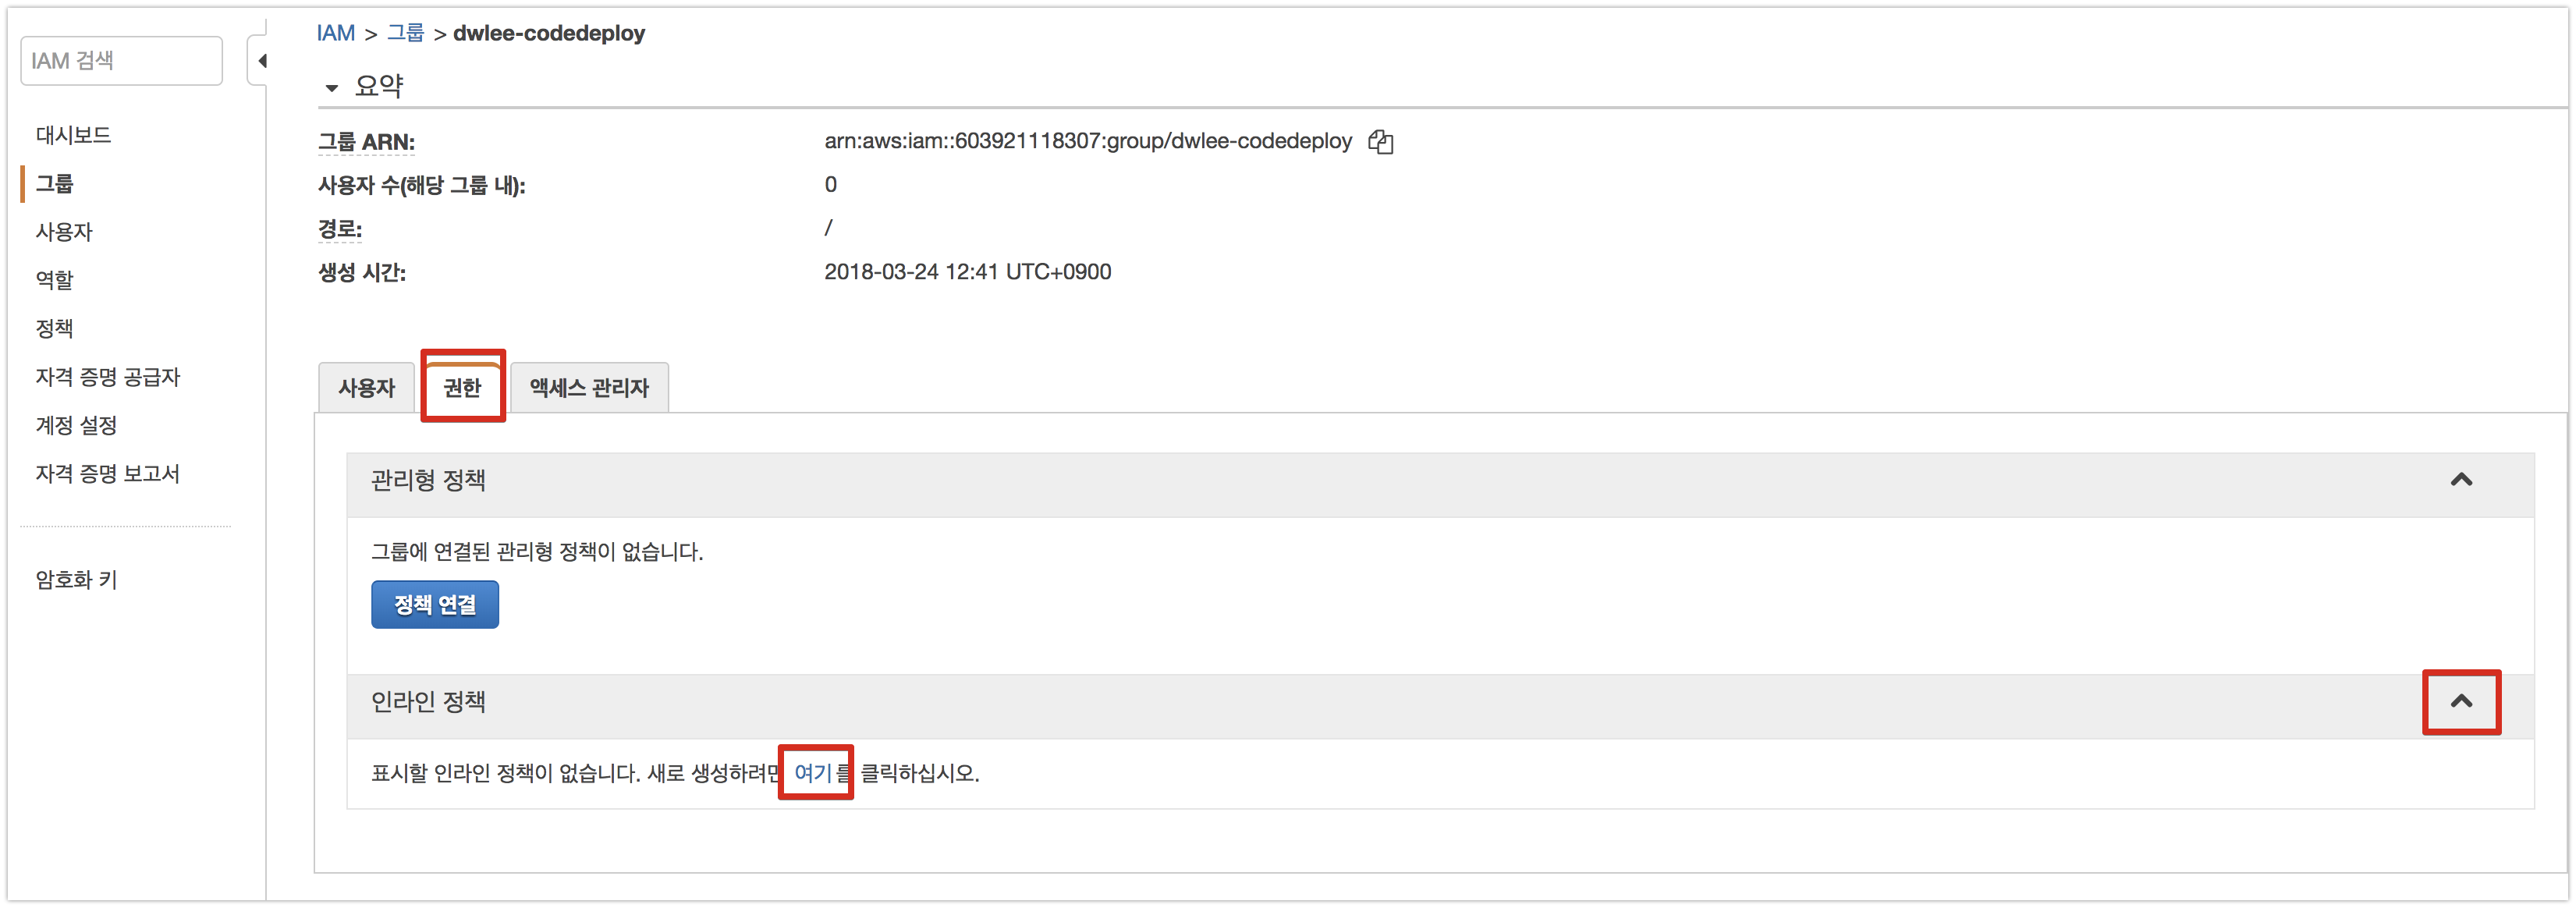 IAM 검색
대시보드
그룹
사용자
역할
정책
자격 증명 공급자
계정 설정
자격 증명 보고서
암호화 키
IAM > 그룹 > dwlee-codedeploy
요약
그룹 ARN: arn:aws:iam::603921118307:group/dwlee-codedeploy
사용자 수(해당 그룹 내): 0
경로: /
생성 시간: 2018-03-24 12:41 UTC+0900
사용자 권한 액세스 관리자
관리형 정책
그룹에 연결된 관리형 정책이 없습니다.
정책 연결
인라인 정책
표시할 인라인 정책이 없습니다. 새로 생성하려면 여기를 클릭하십시오.